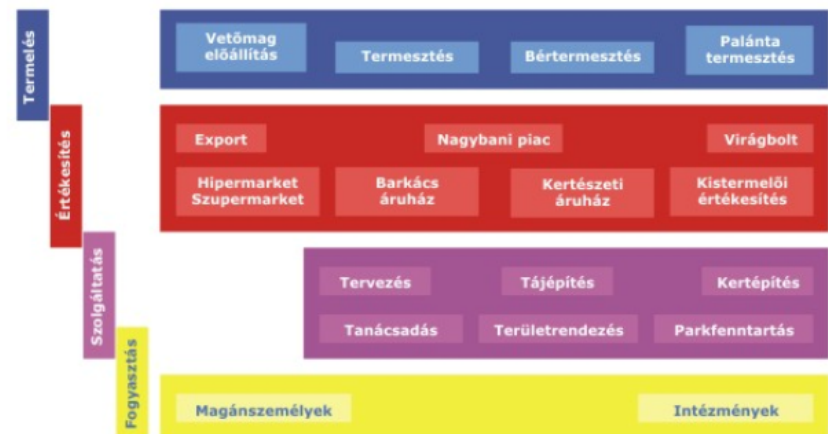 Termelés
Vetőmag
előállítás
Termesztés
Bértermesztés
Palánta
termesztés
Értékesítés
Export
Nagybani piac
Virágbolt
Hipermarket
Szupermarket
Barkács
áruház
Kertészeti
áruház
Kistermelői
értékesítés
Szolgáltatás
Tervezés
Tájépítés
Kertépítés
Tanácsadás
Területrendezés
Parkfenntartás
Fogyasztás
Magánszemélyek
Intézmények